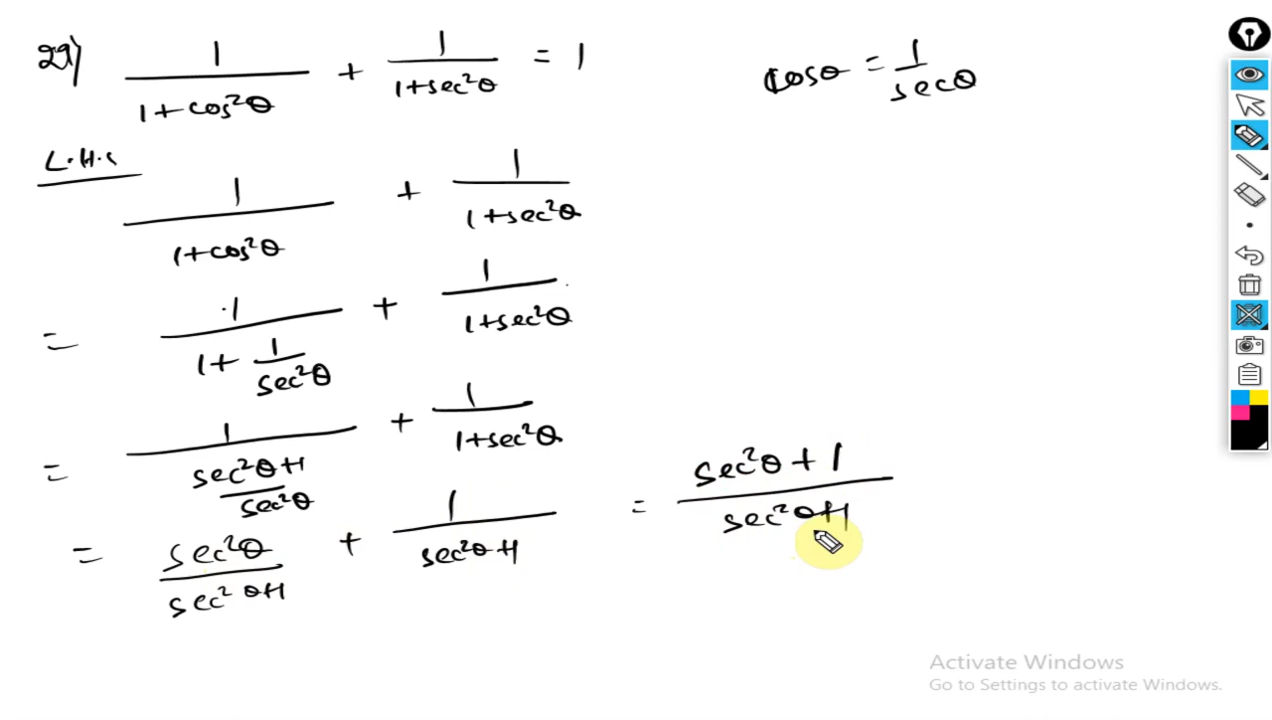 29) 1/(1+cos²θ) + 1/(1+sec²θ) = 1
cosθ = 1/secθ
L.H.S
1/(1+cos²θ) + 1/(1+sec²θ)
= 1/(1+ 1/sec²θ) + 1/(1+sec²θ)
= 1/((sec²θ+1)/sec²θ) + 1/(1+sec²θ)
= sec²θ/(sec²θ+1) + 1/(sec²θ+1) = (sec²θ+1)/(sec²θ+1)
Activate Windows
Go to Settings to activate Windows.